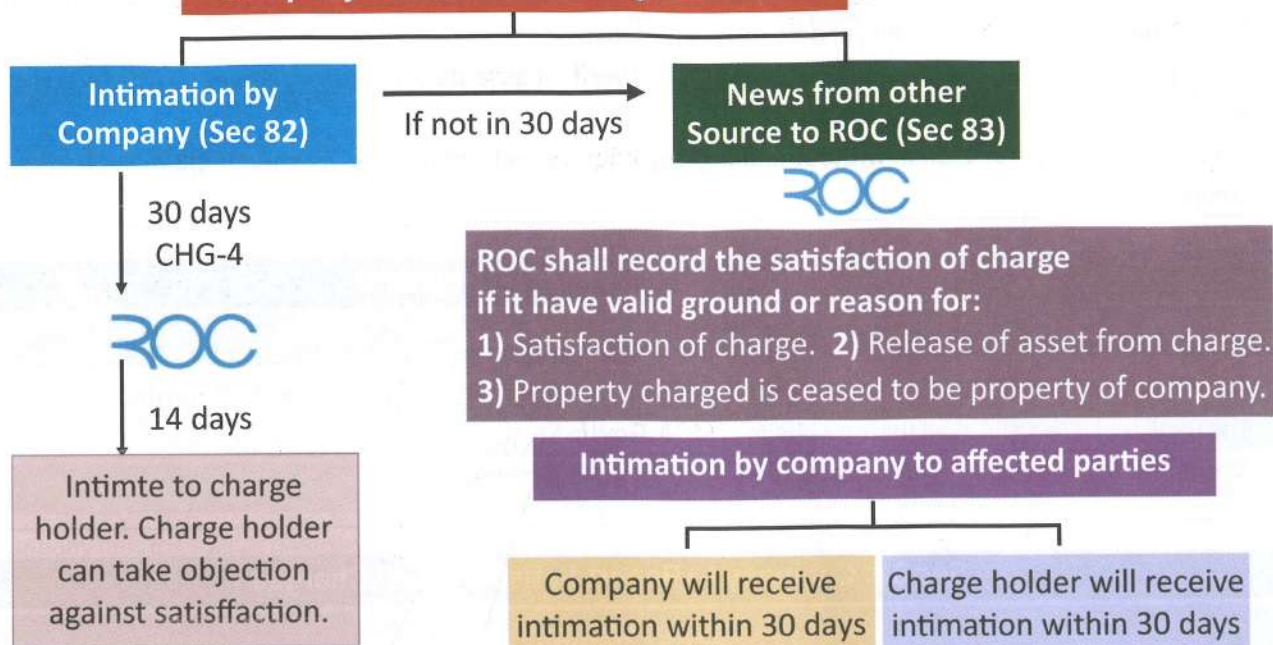 Intimation by
Company (Sec 82)
If not in 30 days
News from other
Source to ROC (Sec 83)
30 days
CHG-4
ROC
14 days
Intimte to charge
holder. Charge holder
can take objection
against satisffaction.
ROC
ROC shall record the satisfaction of charge
if it have valid ground or reason for:
1) Satisfaction of charge. 2) Release of asset from charge.
3) Property charged is ceased to be property of company.
Intimation by company to affected parties
Company will receive
intimation within 30 days
Charge holder will receive
intimation within 30 days